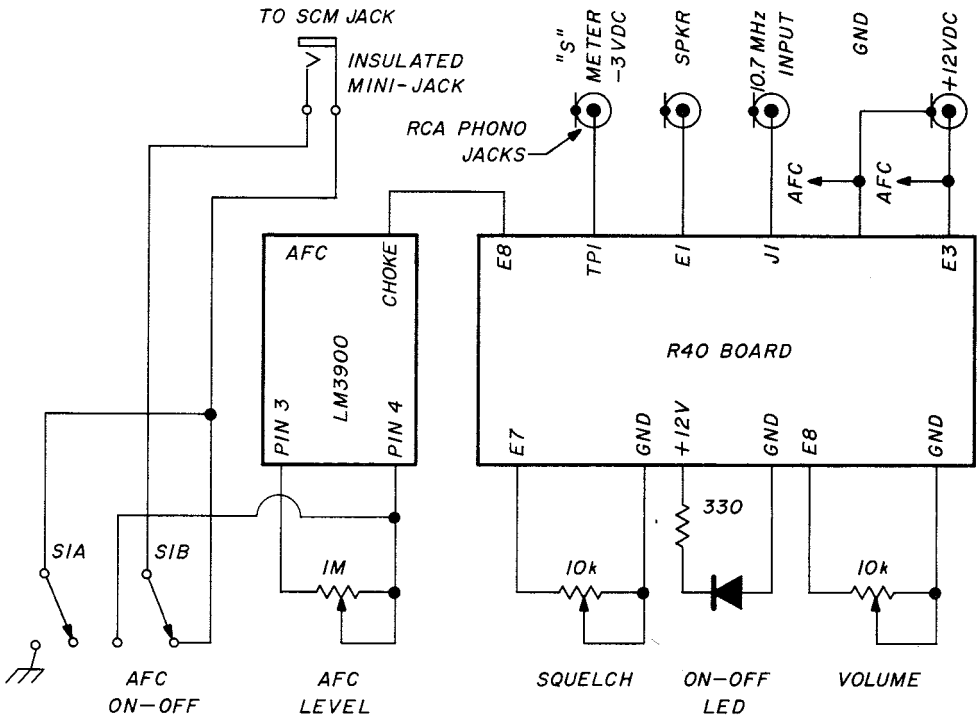 TO SCM JACK
INSULATED
MINI-JACK
"S"
METER
-3VDC
SPKR
10.7 MHz
INPUT
GND
+12VDC
RCA PHONO
JACKS
AFC
AFC
AFC
CHOKE
LM3900
PIN 3
PIN 4
E8
TP1
E1
J1
E3
R40 BOARD
E7
GND
+12V
GND
E8
GND
330
S1A
S1B
1M
10k
10k
AFC
ON-OFF
AFC
LEVEL
SQUELCH
ON-OFF
LED
VOLUME